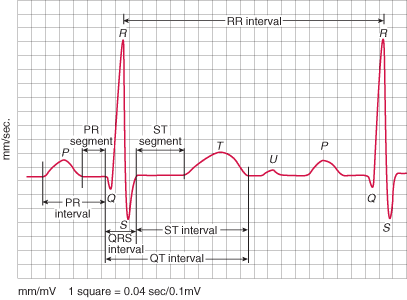 R
RR interval
R
mm/sec.
PR
segment
ST
segment
P
T
U
P
Q
PR
interval
S
QRS
interval
ST interval
QT interval
Q
S
mm/mV 1 square = 0.04 sec/0.1mV